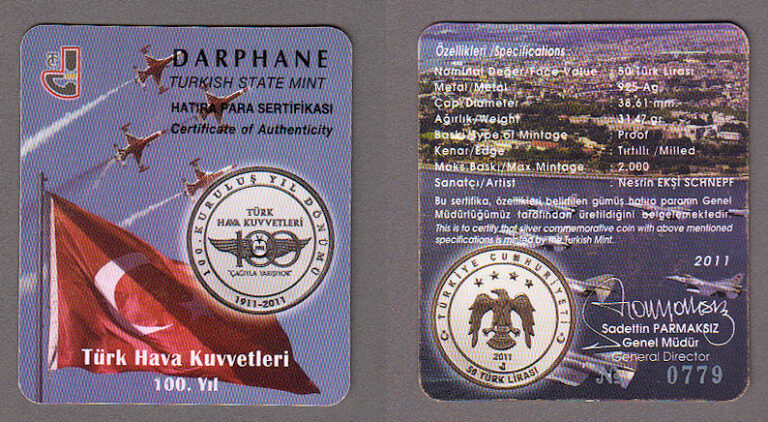 DARPHANE
TURKISH STATE MINT
HATIRA PARA SERTİFİKASI
Certificate of Authenticity
100. KURULUŞ YIL DÖNÜMÜ
TÜRK
HAVA KUVVETLERİ
100
"ÇAĞIYLA YARIŞIYOR"
1911-2011
Türk Hava Kuvvetleri
100. Yıl
Özellikleri /Specifications :
Nominal Değer/Face Value : 50 Türk Lirası
Metal/Metal : 925 Ag.
Çap/Diameter : 38.61 mm.
Ağırlık/Weight : 31.47 gr.
Baskı/Type of Mintage : Proof
Kenar/Edge : Tırtıllı /Milled
Maks Baskı/Max.Mintage : 2.000
Sanatçı/Artist : Nesrin EKŞİ SCHNEPF
Bu sertifika, özellikleri belirtilen gümüş hatıra paranın Genel
Müdürlüğümüz tarafından üretildiğini belgelemektedir.
This is to certify that silver commemorative coin with above mentioned
specifications is minted by the Turkish Mint.
2011
TÜRKİYE CUMHURİYETİ
2011
50 TÜRK LİRASI
Sadettin PARMAKSIZ
Genel Müdür
General Director
№ 0779